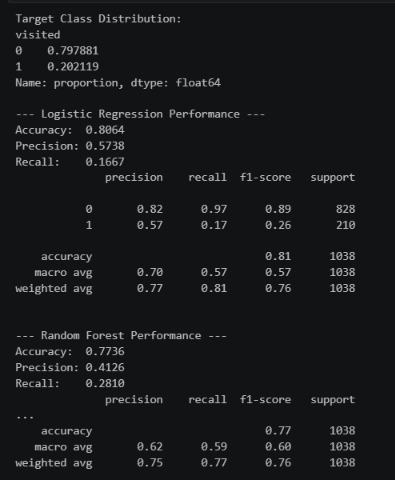 Target Class Distribution:
visited
0    0.797881
1    0.202119
Name: proportion, dtype: float64

--- Logistic Regression Performance ---
Accuracy:  0.8064
Precision: 0.5738
Recall:    0.1667
              precision    recall  f1-score   support

           0       0.82      0.97      0.89       828
           1       0.57      0.17      0.26       210

    accuracy                           0.81      1038
   macro avg       0.70      0.57      0.57      1038
weighted avg       0.77      0.81      0.76      1038


--- Random Forest Performance ---
Accuracy:  0.7736
Precision: 0.4126
Recall:    0.2810
              precision    recall  f1-score   support
...
    accuracy                           0.77      1038
   macro avg       0.62      0.59      0.60      1038
weighted avg       0.75      0.77      0.76      1038